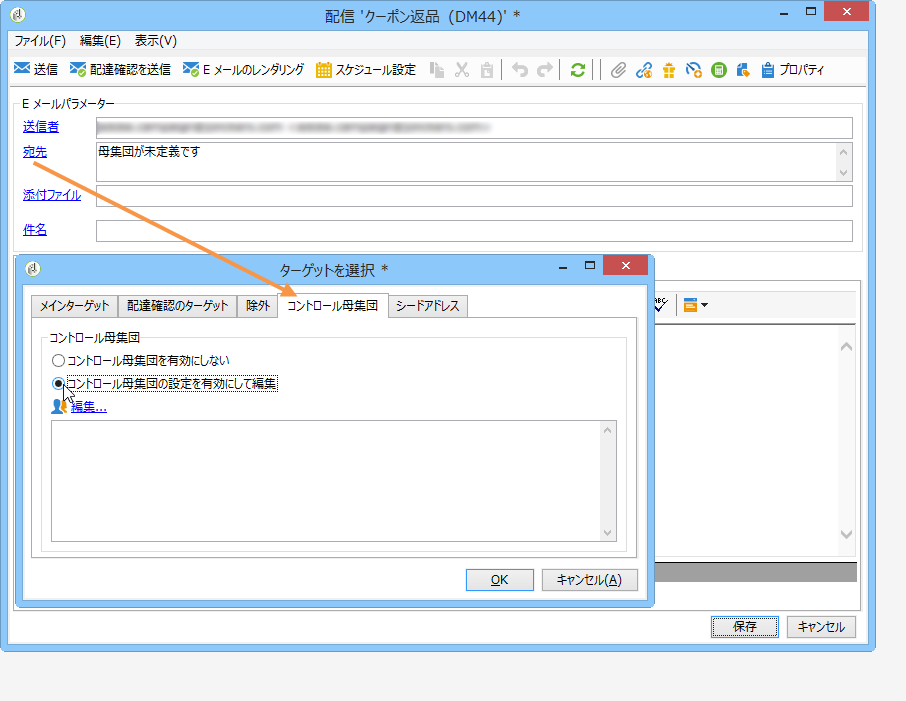 配信 'クーポン返品（DM44）' *
ファイル(F) 編集(E) 表示(V)
送信 配達確認を送信 E メールのレンダリング スケジュール設定 プロパティ
E メールパラメーター
送信者
宛先 母集団が未定義です
添付ファイル
件名
ターゲットを選択 *
メインターゲット 配達確認のターゲット 除外 コントロール母集団 シードアドレス
ABC
コントロール母集団
コントロール母集団を有効にしない
コントロール母集団の設定を有効にして編集
編集...
OK キャンセル(A)
保存 キャンセル